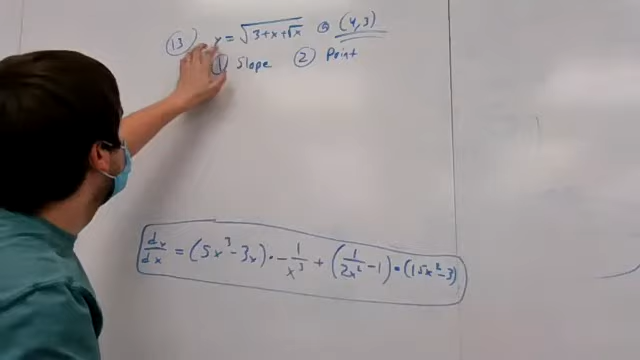 (13) y = √(3+x+√x) @ (4,3)
① Slope ② Point
dy/dx = (5x³-3x)·-1/x³ + (1/2x² -1)·(15x²-3)